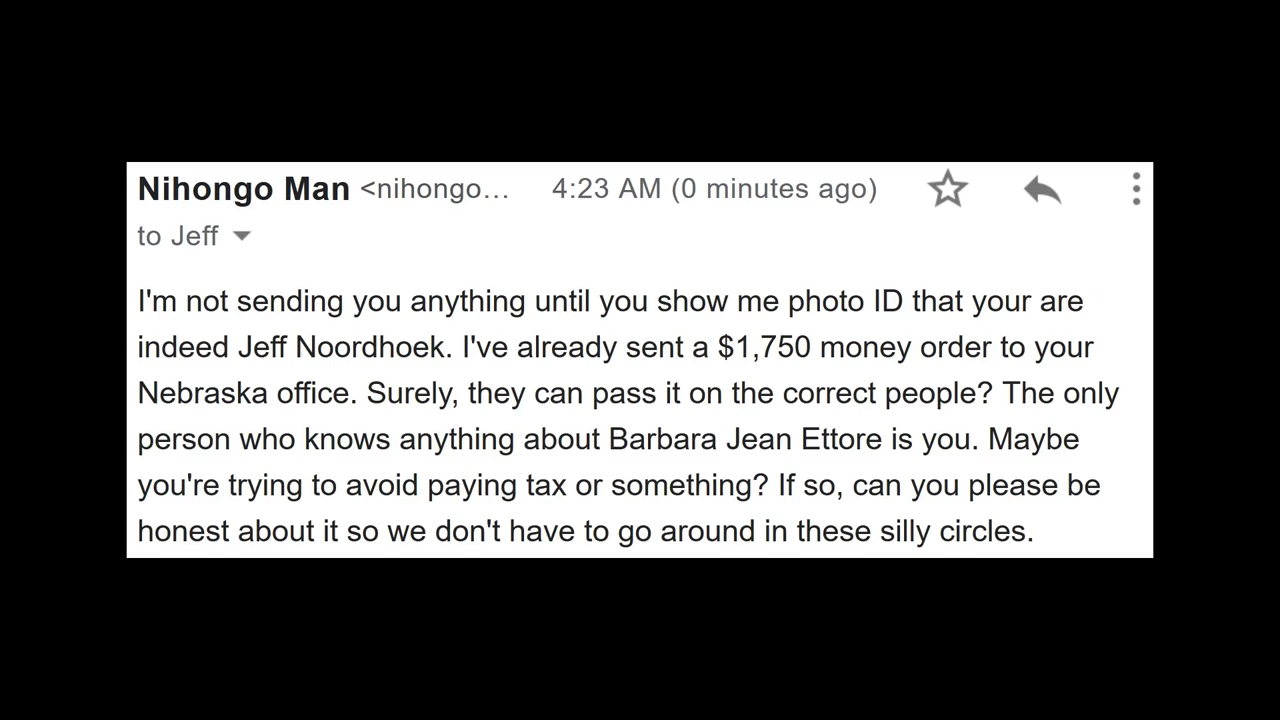 Nihongo Man <nihongo... 4:23 AM (0 minutes ago)
to Jeff
I'm not sending you anything until you show me photo ID that your are
indeed Jeff Noordhoek. I've already sent a $1,750 money order to your
Nebraska office. Surely, they can pass it on the correct people? The only
person who knows anything about Barbara Jean Ettore is you. Maybe
you're trying to avoid paying tax or something? If so, can you please be
honest about it so we don't have to go around in these silly circles.